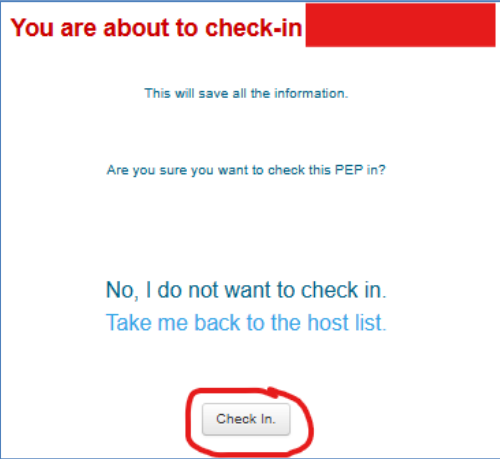 You are about to check-in
This will save all the information.
Are you sure you want to check this PEP in?
No, I do not want to check in.
Take me back to the host list.
Check In.